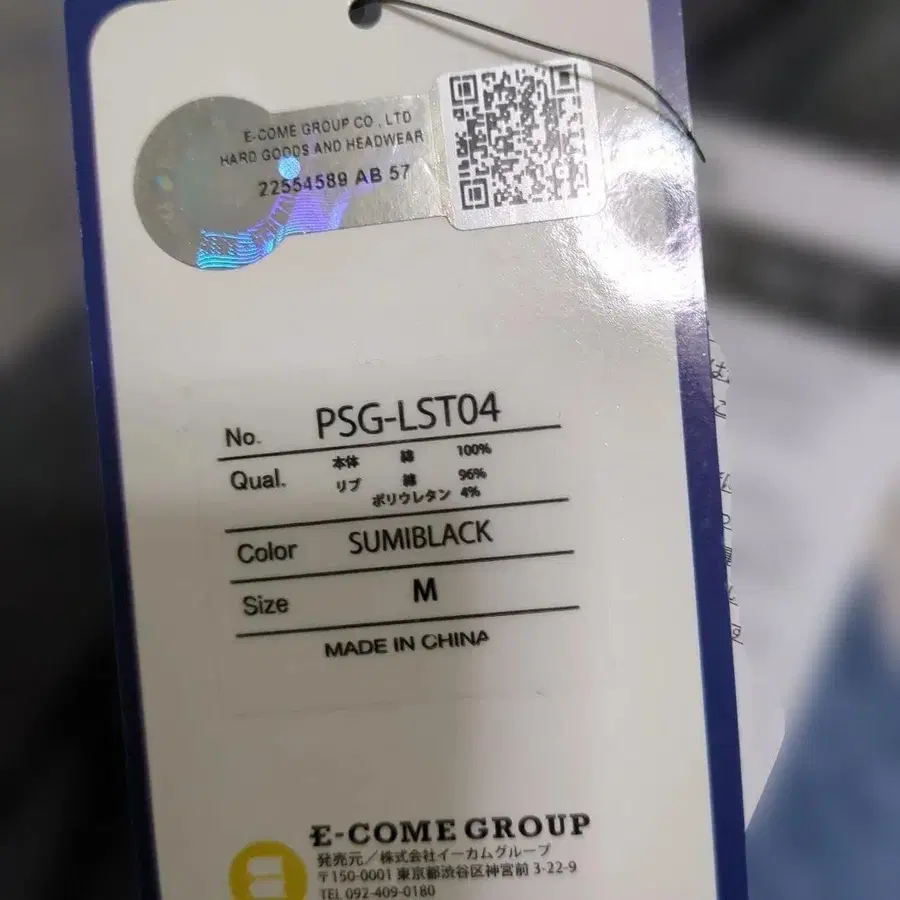 E-COME GROUP CO., LTD
HARD GOODS AND HEADWEAR
22554589 AB 57
No. PSG-LST04
Qual. 本体 綿 100%
リブ 綿 96%
ポリウレタン 4%
Color SUMIBLACK
Size M
MADE IN CHINA
E-COME GROUP
発売元／株式会社イーカムグループ
〒150-0001 東京都渋谷区神宮前 3-22-9
TEL 092-409-0180